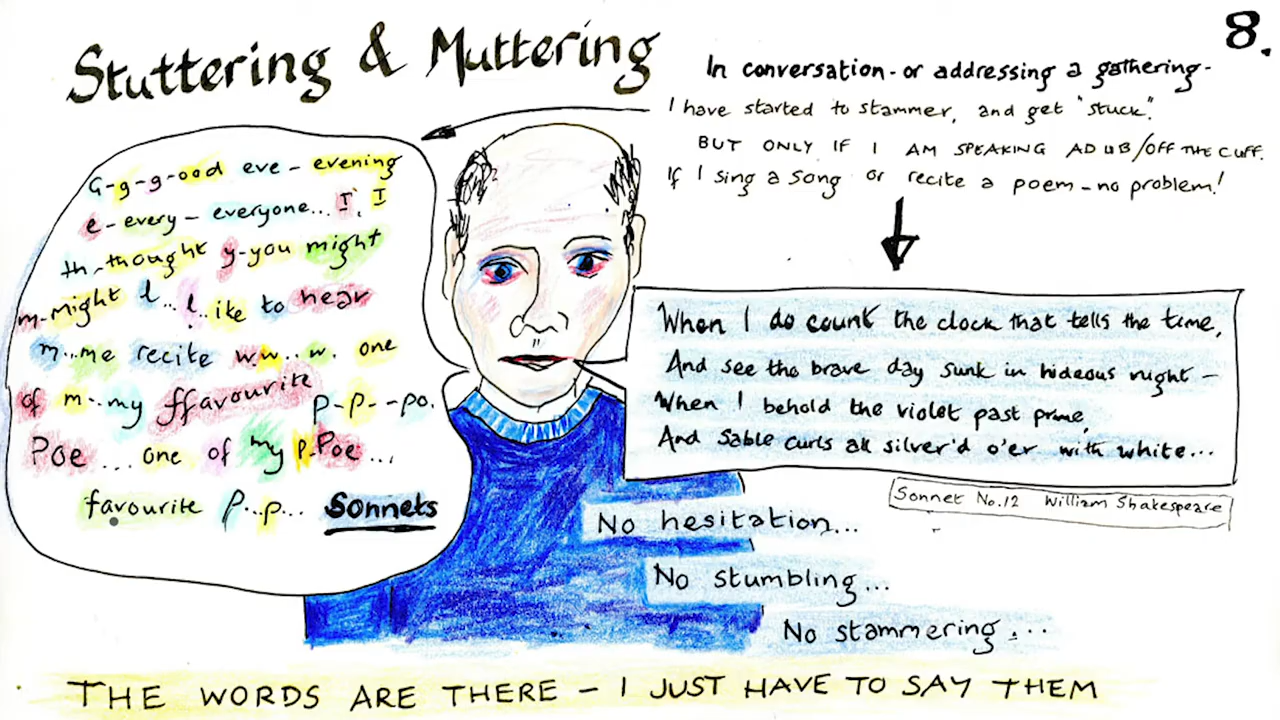 8.
Stuttering & Muttering
In conversation - or addressing a gathering -
I have started to stammer, and get "stuck".
BUT ONLY IF I AM SPEAKING AD LIB/OFF THE CUFF.
If I sing a song or recite a poem - no problem!
G-g-g-ood eve - evening
e-every - everyone... I, I
th-thought y-you might
m-might l... l..ike to hear
m...me recite w.w...w. one
of m-my ffavourite p-p--po.
Poe ... one of my p.Poe ...
favourite p...p... Sonnets
When I do count the clock that tells the time,
And see the brave day sunk in hideous night -
When I behold the violet past prime,
And sable curls all silver'd o'er with white...
Sonnet No.12 William Shakespeare
No hesitation...
No stumbling...
No stammering...
THE WORDS ARE THERE - I JUST HAVE TO SAY THEM